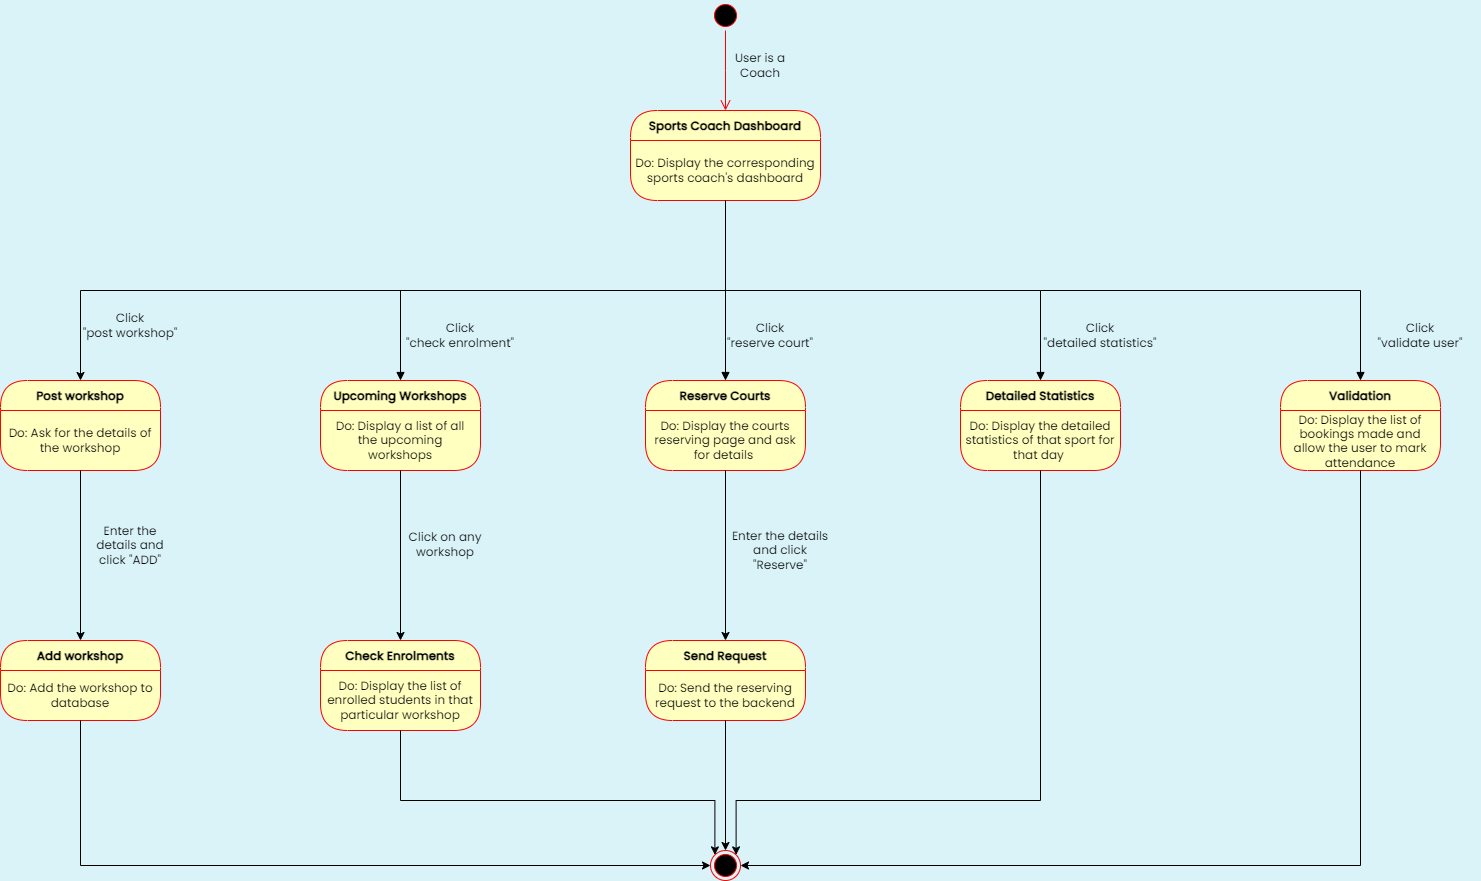 User is a
Coach
Sports Coach Dashboard
Do: Display the corresponding
sports coach's dashboard
Click
"post workshop"
Click
"check enrolment"
Click
"reserve court"
Click
"detailed statistics"
Click
"validate user"
Post workshop
Do: Ask for the details of
the workshop
Upcoming Workshops
Do: Display a list of all
the upcoming
workshops
Reserve Courts
Do: Display the courts
reserving page and ask
for details
Detailed Statistics
Do: Display the detailed
statistics of that sport for
that day
Validation
Do: Display the list of
bookings made and
allow the user to mark
attendance
Enter the
details and
click "ADD"
Click on any
workshop
Enter the details
and click
"Reserve"
Add workshop
Do: Add the workshop to
database
Check Enrolments
Do: Display the list of
enrolled students in that
particular workshop
Send Request
Do: Send the reserving
request to the backend